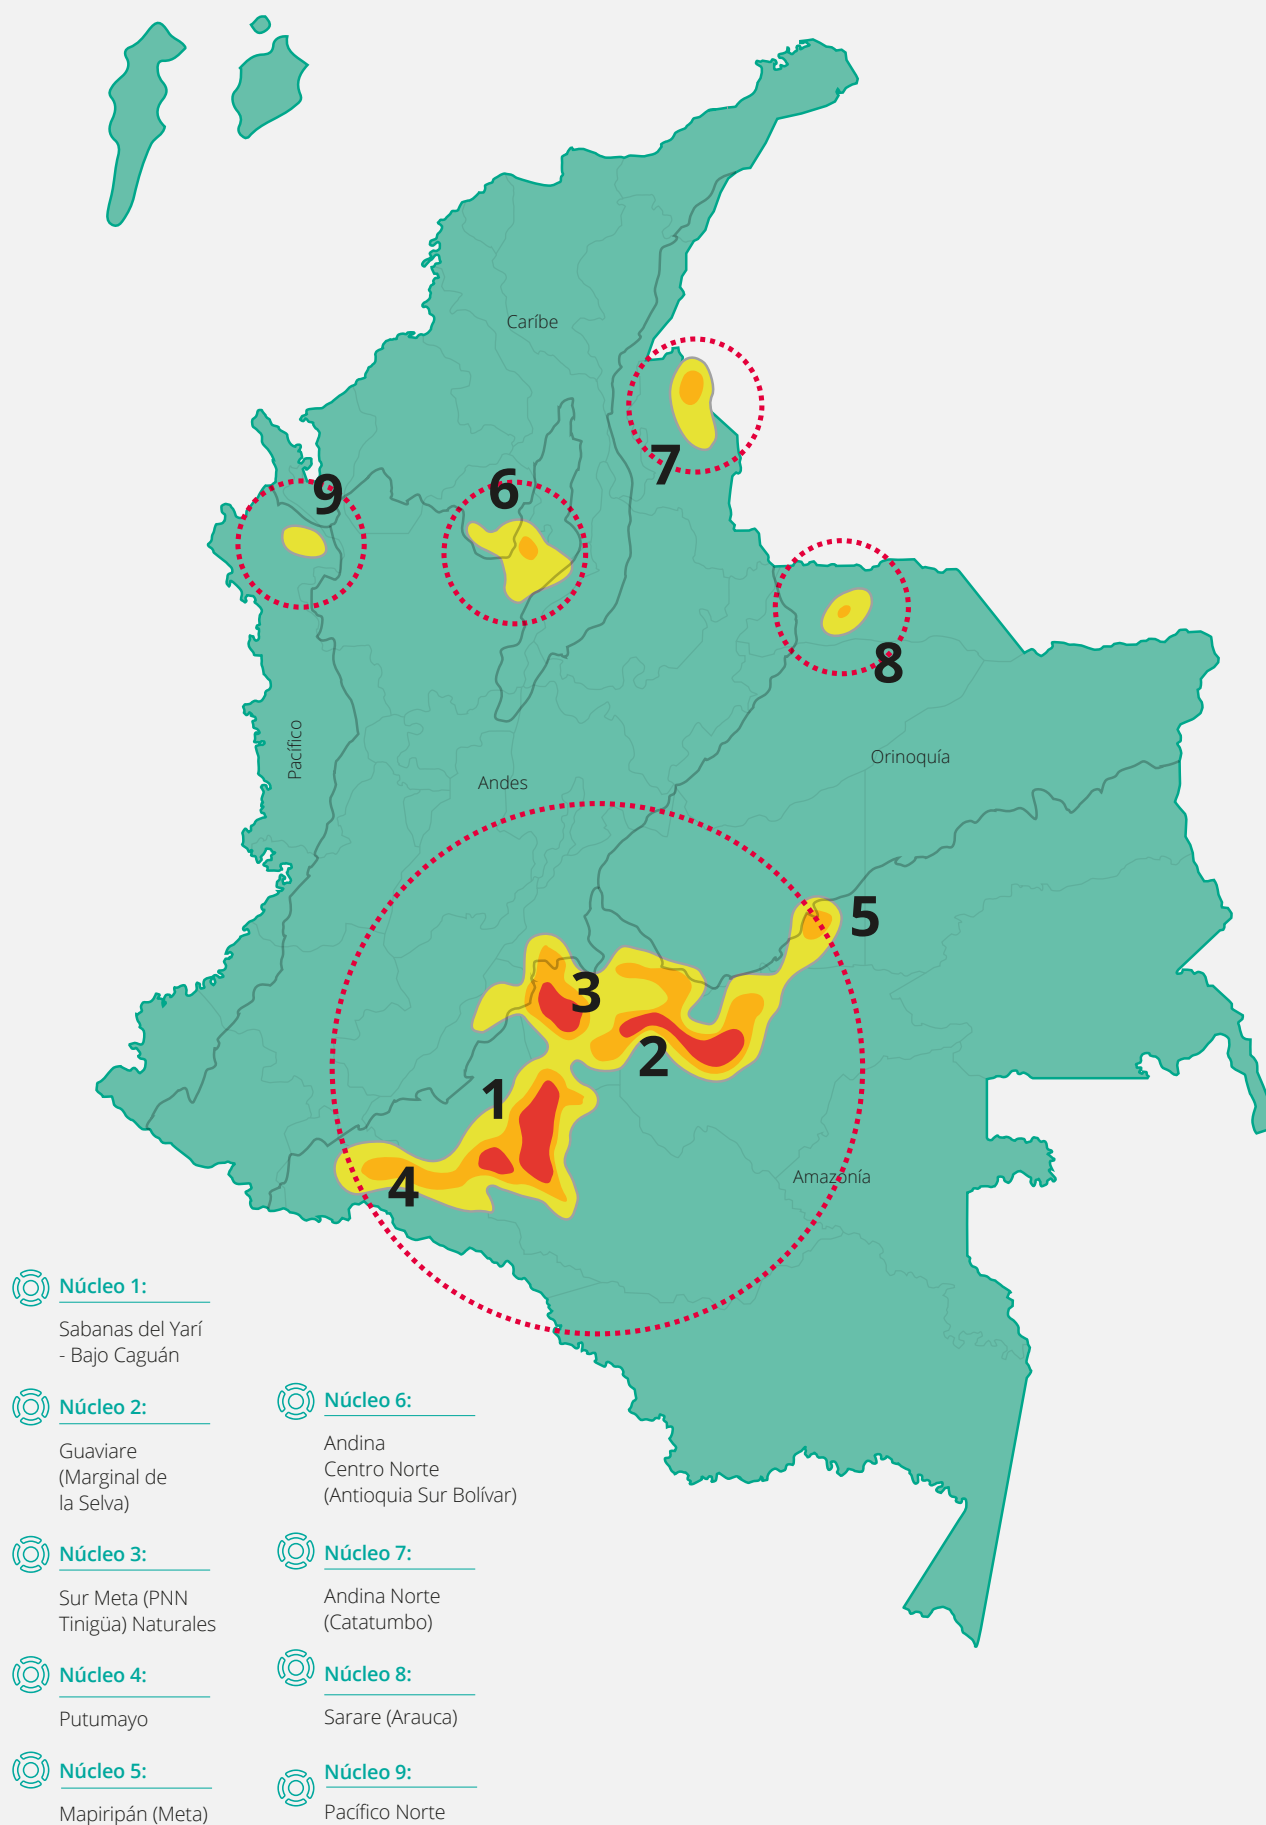 Caríbe
7
9
6
8
Pacífico
Orinoquía
Andes
5
3
2
1
4
Amazónía
Núcleo 1:
Sabanas del Yarí
- Bajo Caguán
Núcleo 2:
Guaviare
(Marginal de
la Selva)
Núcleo 3:
Sur Meta (PNN
Tinigüa) Naturales
Núcleo 4:
Putumayo
Núcleo 5:
Mapiripán (Meta)
Núcleo 6:
Andina
Centro Norte
(Antioquia Sur Bolívar)
Núcleo 7:
Andina Norte
(Catatumbo)
Núcleo 8:
Sarare (Arauca)
Núcleo 9:
Pacífico Norte